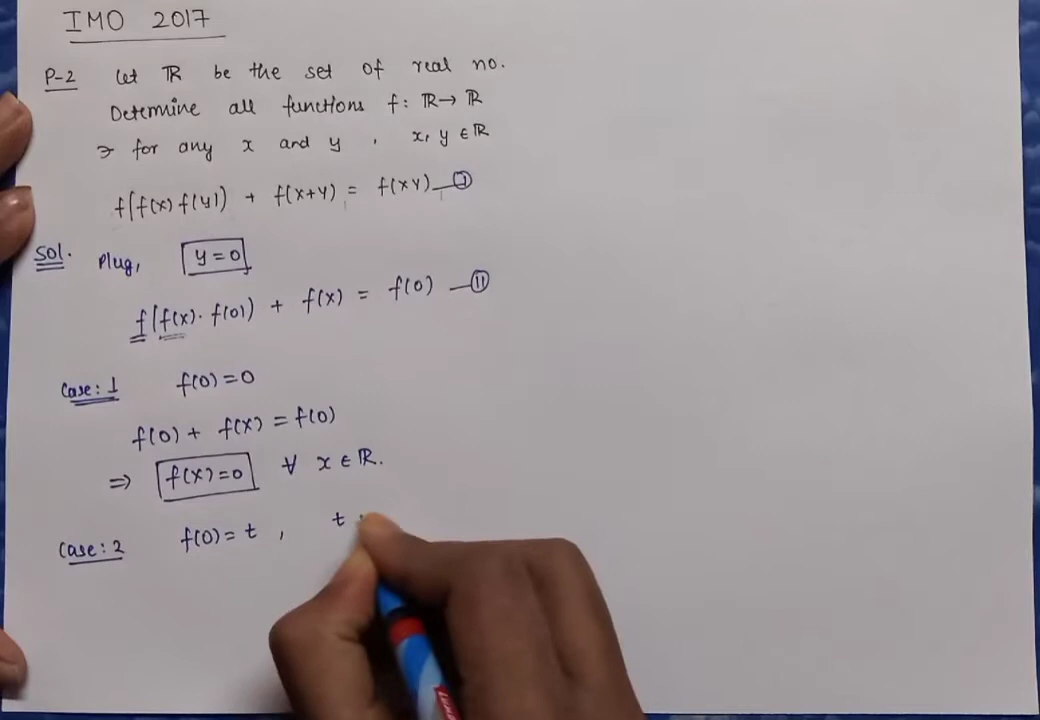 IMO 2017
P-2 Let ℝ be the set of real no.
Determine all functions f: ℝ→ℝ
∋ for any x and y , x, y ∈ℝ
f(f(x) f(y)) + f(x+y) = f(xy) —Ⓘ
Sol. Plug, y=0
f(f(x). f(0)) + f(x) = f(0) —Ⓘⓘ
Case: 1 f(0)=0
f(0)+ f(x) = f(0)
⇒ f(x)=0 ∀ x∈ℝ.
Case: 2 f(0)= t , t